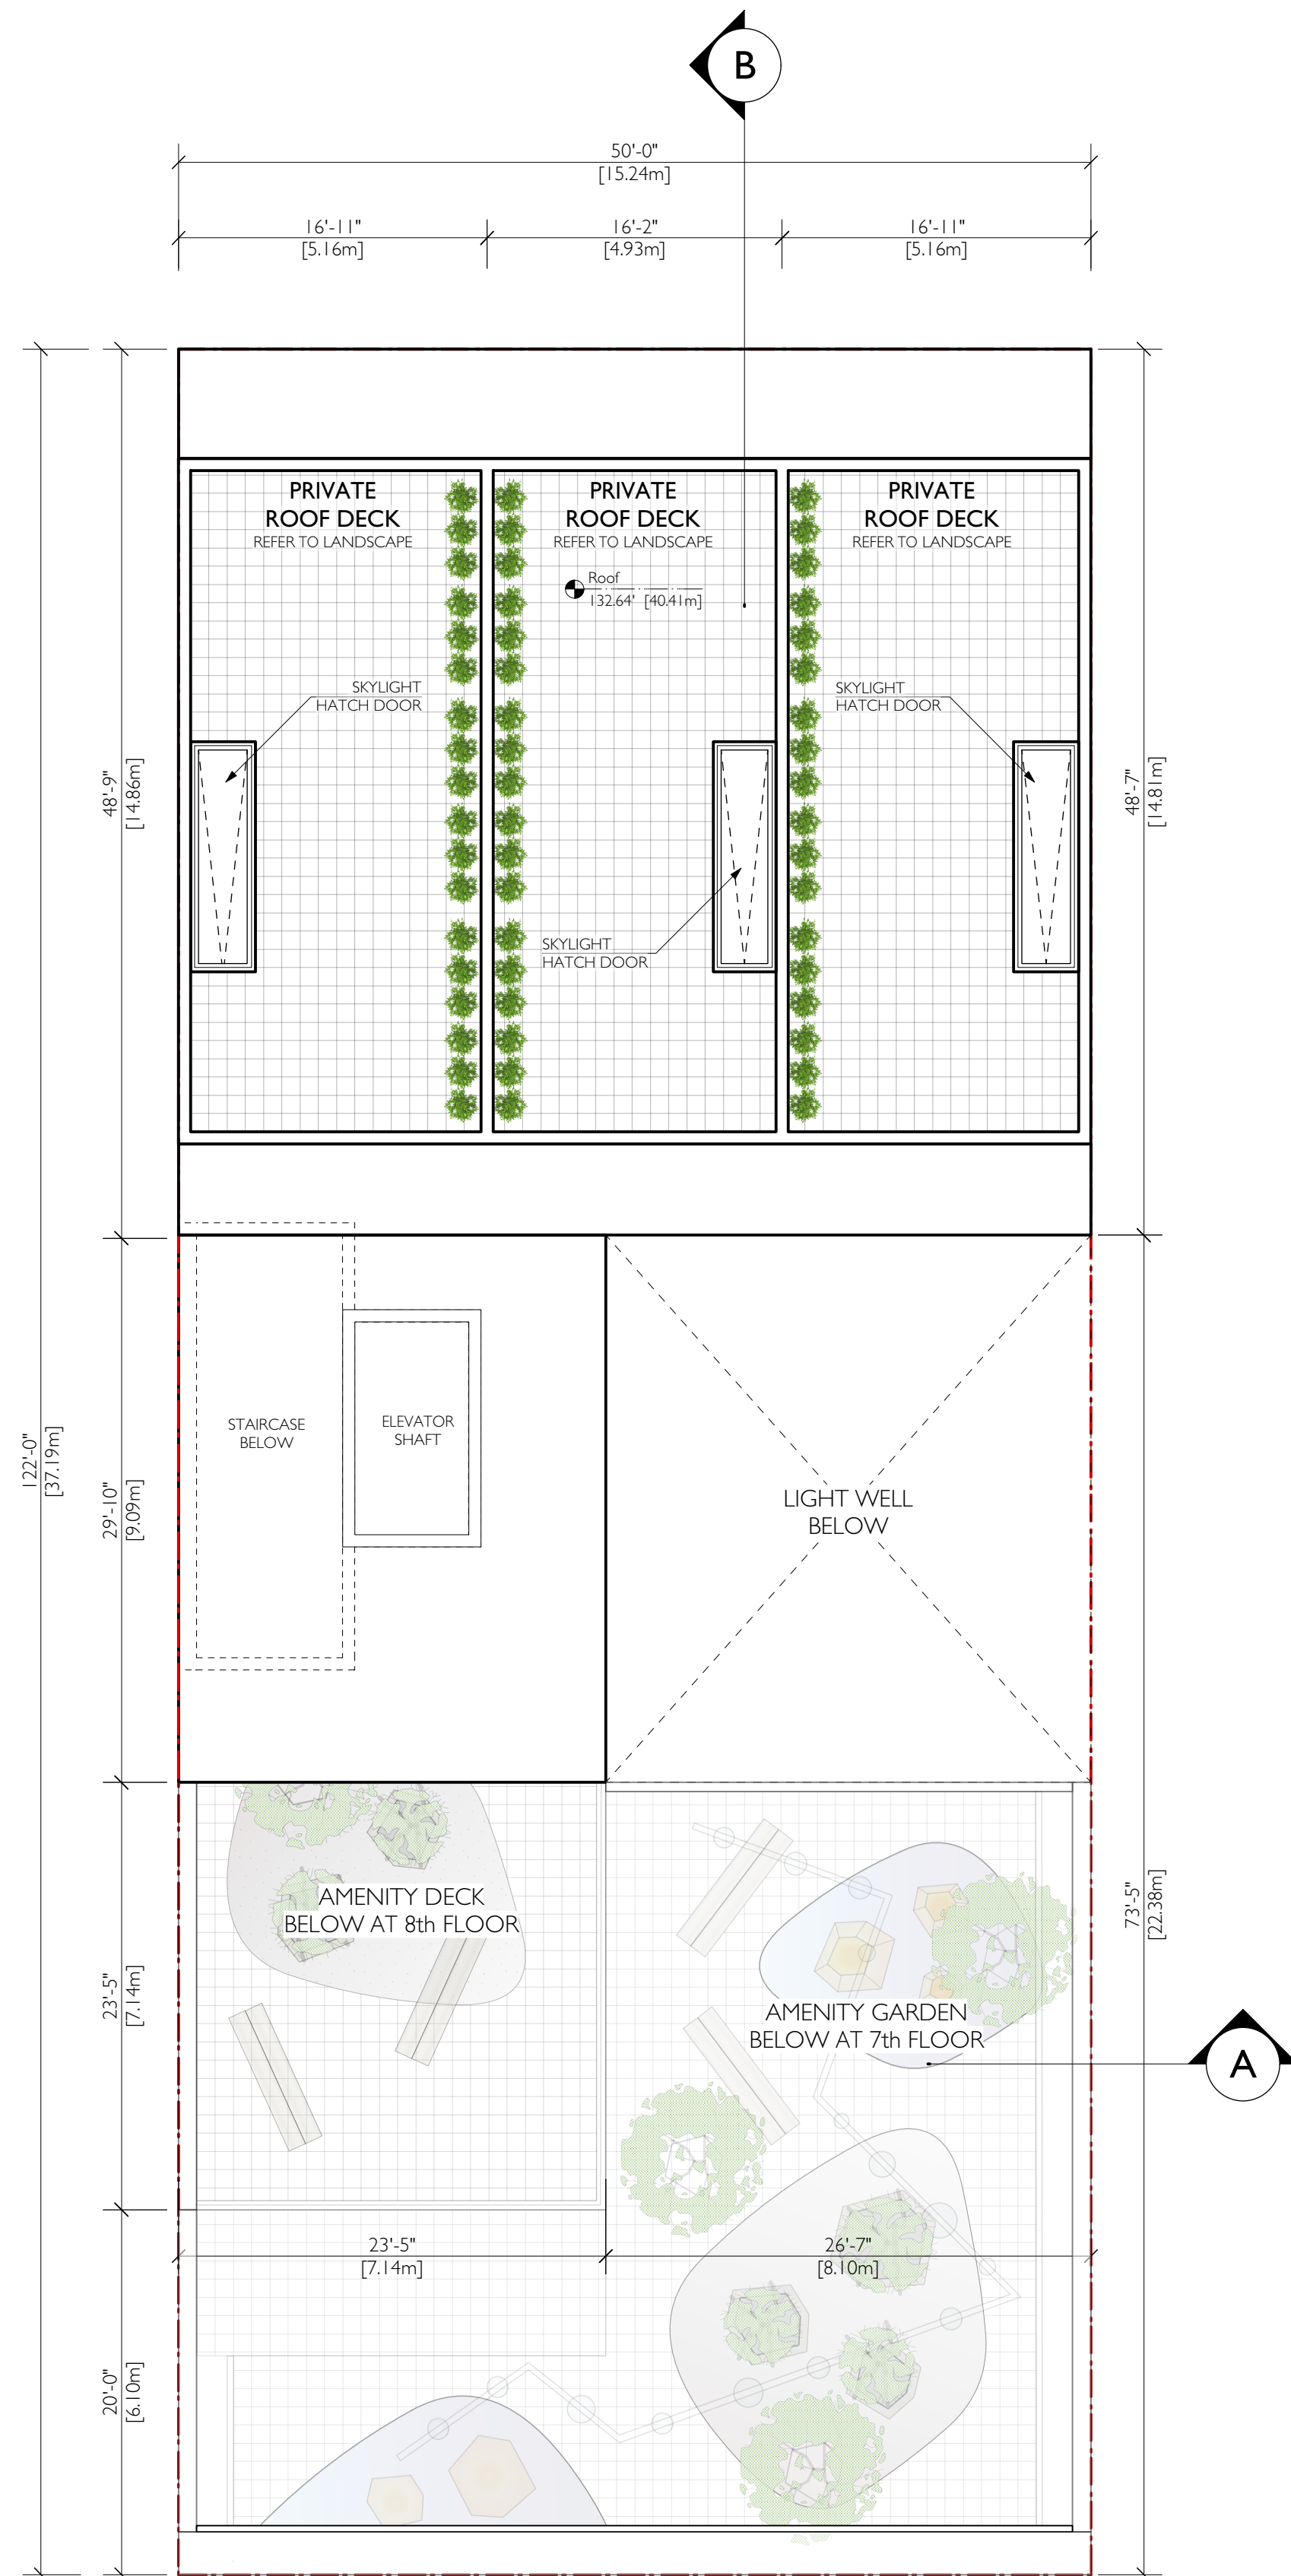 B
50'-0"
[15.24m]
16'-11"
[5.16m]
16'-2"
[4.93m]
16'-11"
[5.16m]
PRIVATE
ROOF DECK
REFER TO LANDSCAPE
PRIVATE
ROOF DECK
REFER TO LANDSCAPE
PRIVATE
ROOF DECK
REFER TO LANDSCAPE
Roof
132.64' [40.41m]
SKYLIGHT
HATCH DOOR
SKYLIGHT
HATCH DOOR
SKYLIGHT
HATCH DOOR
48'-9"
[14.86m]
48'-7"
[14.81m]
STAIRCASE
BELOW
ELEVATOR
SHAFT
LIGHT WELL
BELOW
122'-0"
[37.19m]
29'-10"
[9.09m]
AMENITY DECK
BELOW AT 8th FLOOR
AMENITY GARDEN
BELOW AT 7th FLOOR
23'-5"
[7.14m]
73'-5"
[22.38m]
A
23'-5"
[7.14m]
26'-7"
[8.10m]
20'-0"
[6.10m]